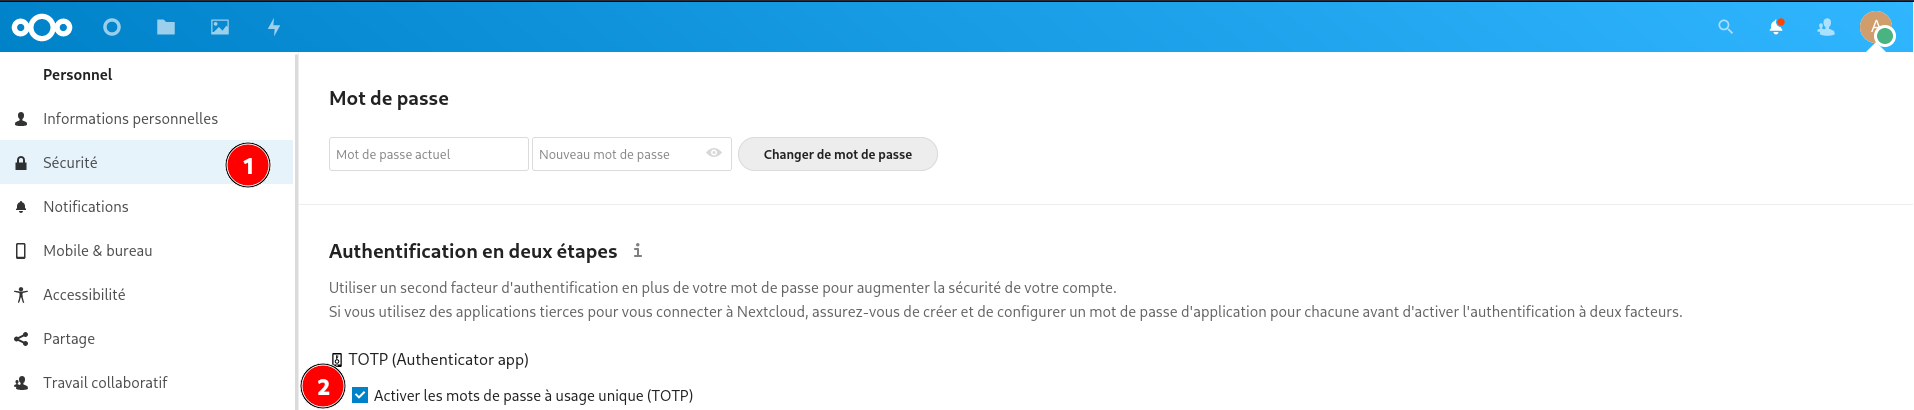 A
Personnel
Informations personnelles
Sécurité
1
Notifications
Mobile & bureau
Accessibilité
Partage
Travail collaboratif
Mot de passe
Mot de passe actuel
Nouveau mot de passe
Changer de mot de passe
Authentification en deux étapes i
Utiliser un second facteur d'authentification en plus de votre mot de passe pour augmenter la sécurité de votre compte.
Si vous utilisez des applications tierces pour vous connecter à Nextcloud, assurez-vous de créer et de configurer un mot de passe d'application pour chacune avant d'activer l'authentification à deux facteurs.
TOTP (Authenticator app)
2
Activer les mots de passe à usage unique (TOTP)